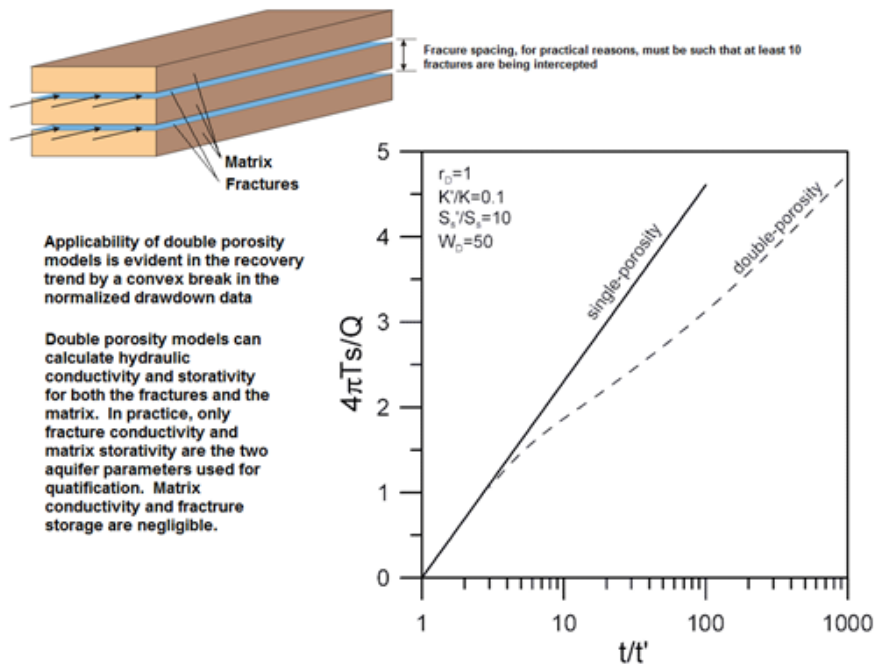 Fracure spacing, for practical reasons, must be such that at least 10
fractures are being intercepted
Matrix
Fractures
Applicability of double porosity
models is evident in the recovery
trend by a convex break in the
normalized drawdown data
Double porosity models can
calculate hydraulic
conductivity and storativity
for both the fractures and the
matrix.  In practice, only
fracture conductivity and
matrix storativity are the two
aquifer parameters used for
quatification.  Matrix
conductivity and fractrure
storage are negligible.
5
4
3
2
1
0
4πTs/Q
r_D=1
K'/K=0.1
S_s'/S_s=10
W_D=50
single-porosity
double-porosity
1
10
100
1000
t/t'